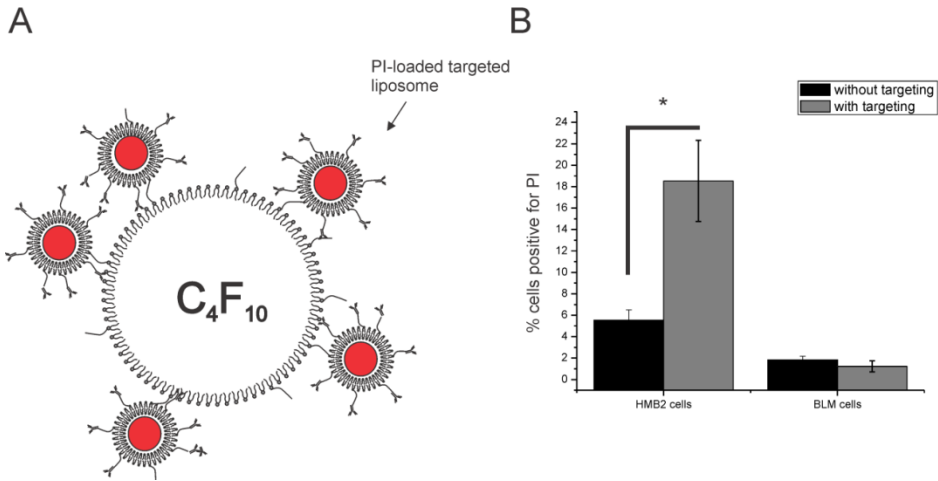 A
PI-loaded targeted
liposome
C₄F₁₀
B
without targeting
with targeting
*
% cells positive for PI
24
22
20
18
16
14
12
10
8
6
4
2
0
HMB2 cells
BLM cells